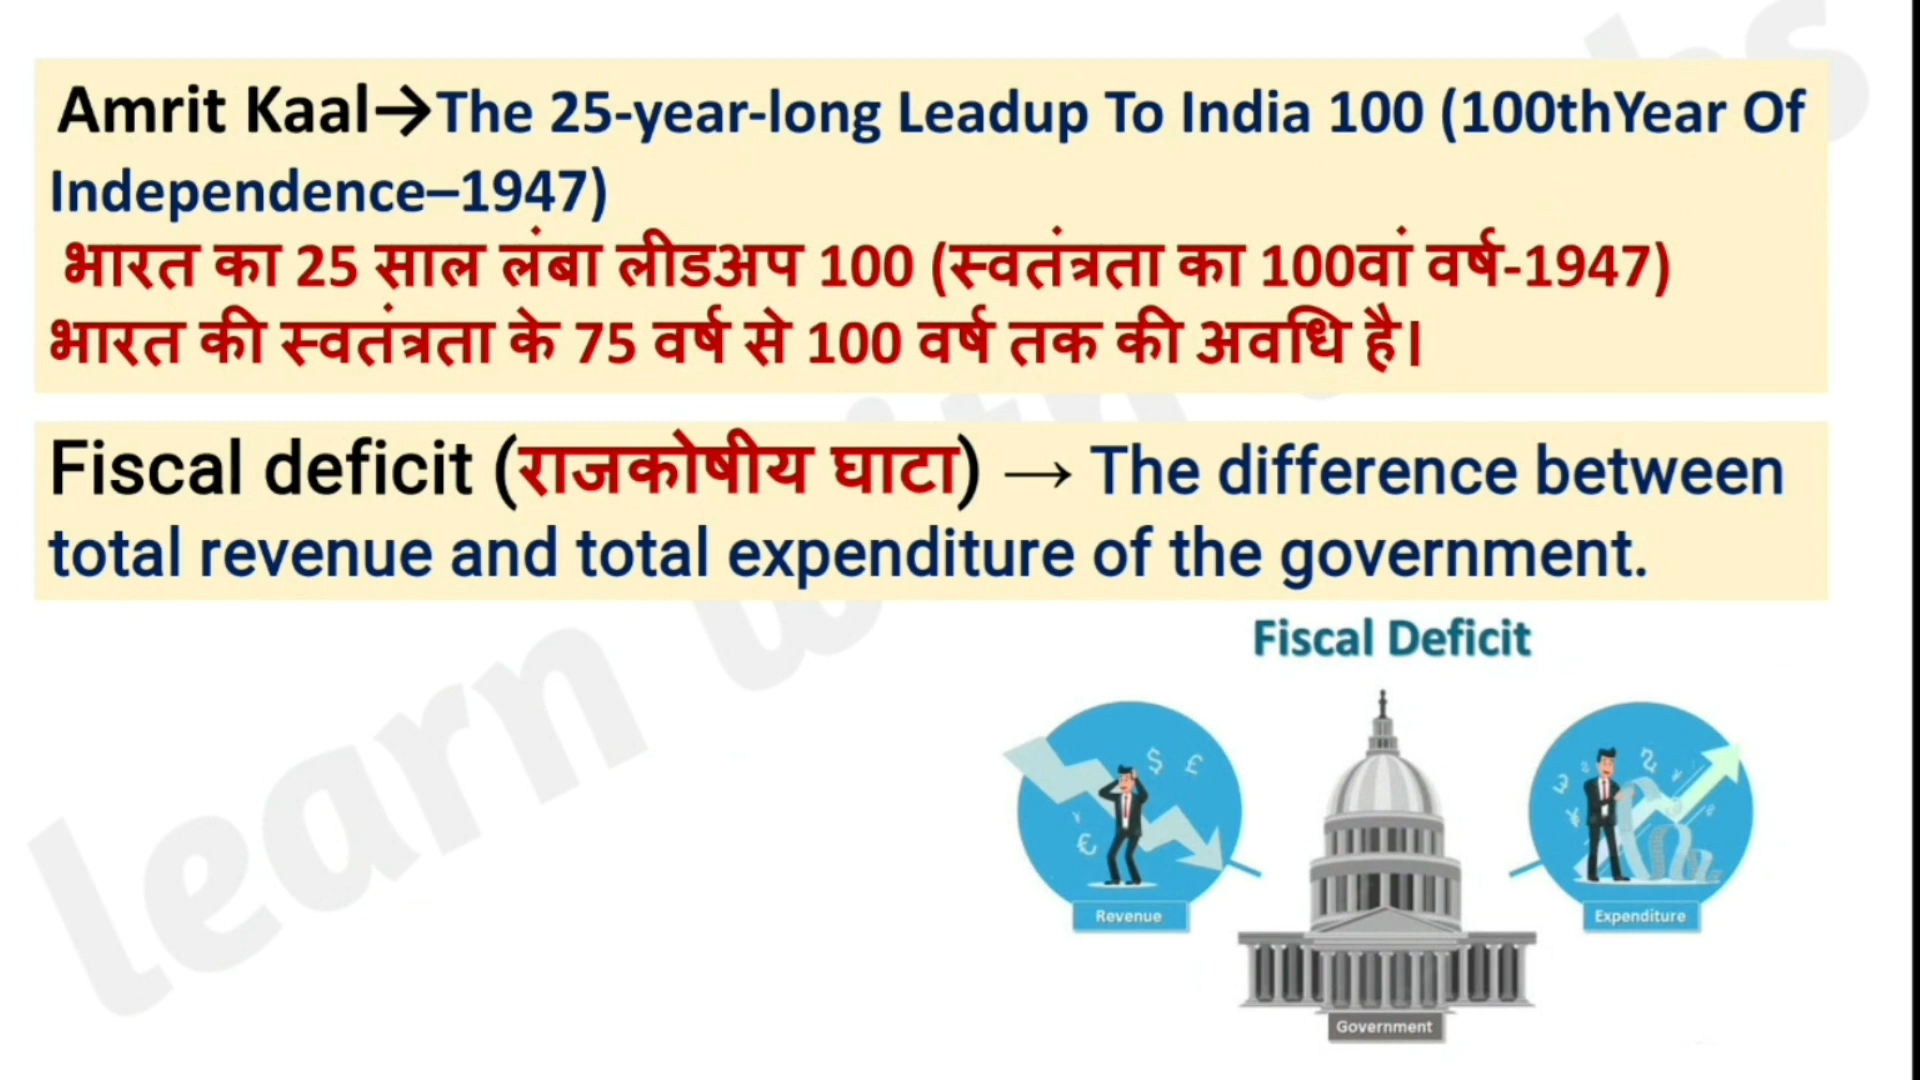 Amrit Kaal→The 25-year-long Leadup To India 100 (100thYear Of
Independence–1947)
भारत का 25 साल लंबा लीडअप 100 (स्वतंत्रता का 100वां वर्ष-1947)
भारत की स्वतंत्रता के 75 वर्ष से 100 वर्ष तक की अवधि है।
Fiscal deficit (राजकोषीय घाटा) → The difference between
total revenue and total expenditure of the government.
Fiscal Deficit
Revenue
Expenditure
Government
learn with